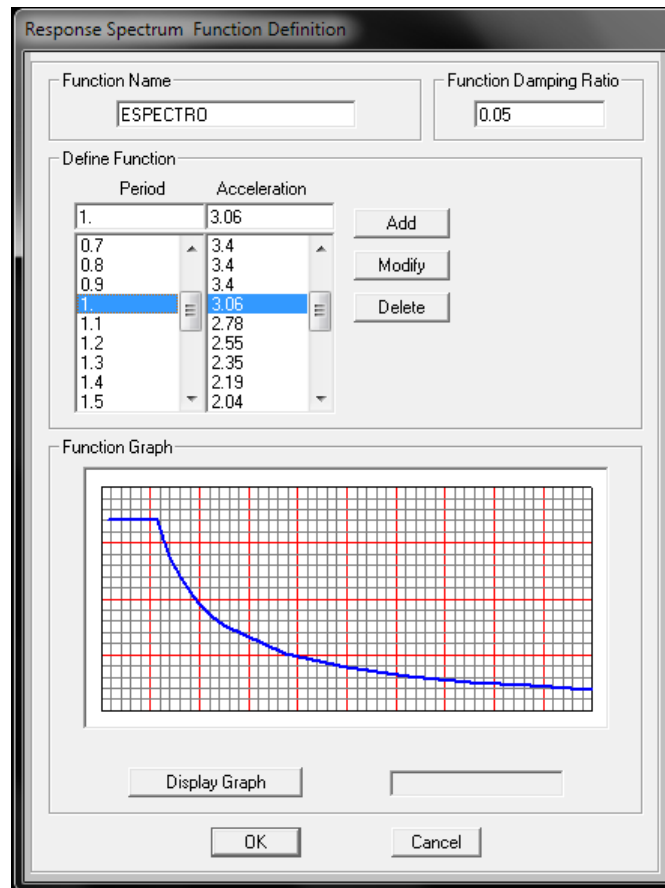 Response Spectrum Function Definition
Function Name
Function Damping Ratio
ESPECTRO
0.05
Define Function
Period Acceleration
1. 3.06
Add
0.7 3.4
0.8 3.4
Modify
0.9 3.4
1. 3.06
Delete
1.1 2.78
1.2 2.55
1.3 2.35
1.4 2.19
1.5 2.04
Function Graph
Display Graph
OK Cancel